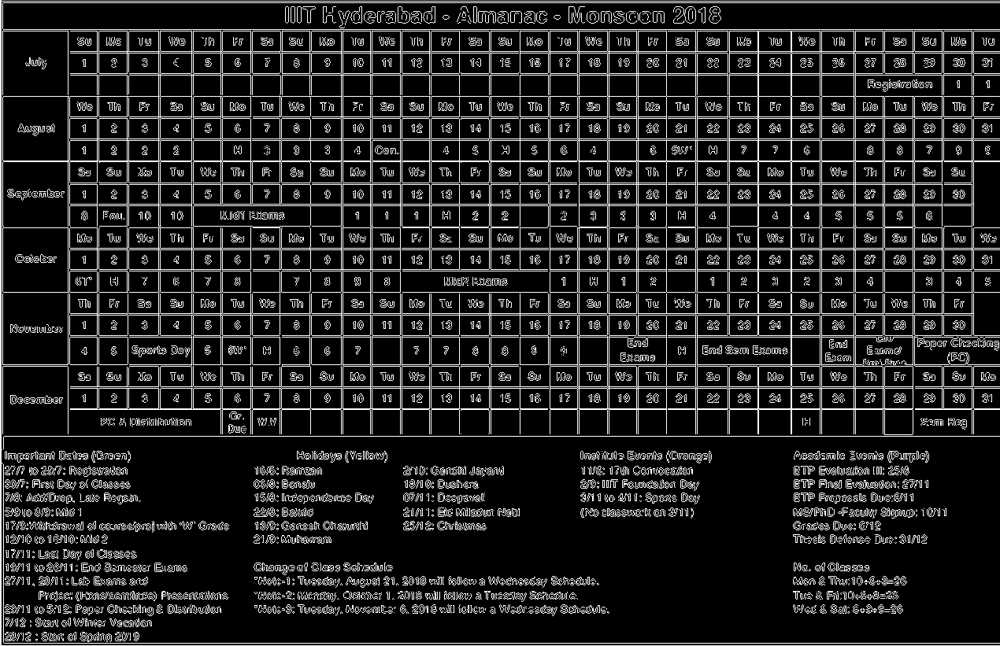 IIIT Hyderabad - Almanac - Monsoon 2018
Su Mo Tu We Th Fr Sa Su Mo Tu We Th Fr Sa Su Mo Tu We Th Fr Sa Su Mo Tu We Th Fr Sa Su Mo Tu
July 1 2 3 4 5 6 7 8 9 10 11 12 13 14 15 16 17 18 19 20 21 22 23 24 25 26 27 28 29 30 31
Registration 1 1
We Th Fr Sa Su Mo Tu We Th Fr Sa Su Mo Tu We Th Fr Sa Su Mo Tu We Th Fr Sa Su Mo Tu We Th Fr
August 1 2 3 4 5 6 7 8 9 10 11 12 13 14 15 16 17 18 19 20 21 22 23 24 25 26 27 28 29 30 31
1 2 2 2 H 3 3 3 4 Con. 4 5 H 5 6 4 6 5W* H 7 7 6 8 8 7 9 9
Sa Su Mo Tu We Th Fr Sa Su Mo Tu We Th Fr Sa Su Mo Tu We Th Fr Sa Su Mo Tu We Th Fr Sa Su
September 1 2 3 4 5 6 7 8 9 10 11 12 13 14 15 16 17 18 19 20 21 22 23 24 25 26 27 28 29 30
8 Fou. 10 10 Mid1 Exams 1 1 1 H 2 2 2 3 3 3 H 4 4 4 5 5 5 6
Mo Tu We Th Fr Sa Su Mo Tu We Th Fr Sa Su Mo Tu We Th Fr Sa Su Mo Tu We Th Fr Sa Su Mo Tu We
October 1 2 3 4 5 6 7 8 9 10 11 12 13 14 15 16 17 18 19 20 21 22 23 24 25 26 27 28 29 30 31
6T* H 7 6 7 8 7 8 9 8 Mid2 Exams 1 H 1 2 1 2 3 2 3 4 3 4 5
Th Fr Sa Su Mo Tu We Th Fr Sa Su Mo Tu We Th Fr Sa Su Mo Tu We Th Fr Sa Su Mo Tu We Th Fr
November 1 2 3 4 5 6 7 8 9 10 11 12 13 14 15 16 17 18 19 20 21 22 23 24 25 26 27 28 29 30
4 5 Sports Day 5 6W* H 6 6 7 7 7 8 8 8 9 End Exams H End Sem Exams End Exam Exams/ Paper Checking (PC)
Sa Su Mo Tu We Th Fr Sa Su Mo Tu We Th Fr Sa Su Mo Tu We Th Fr Sa Su Mo Tu We Th Fr Sa Su Mo
December 1 2 3 4 5 6 7 8 9 10 11 12 13 14 15 16 17 18 19 20 21 22 23 24 25 26 27 28 29 30 31
PC & Distribution Gr. Due W.V H Sem Reg
Important Dates (Green)
27/7 to 29/7: Registration
30/7: First Day of Classes
7/8: Add/Drop, Late Regstn.
5/9 to 8/9: Mid 1
17/9:Withdrawal of course/proj with 'W' Grade
12/10 to 16/10: Mid 2
17/11: Last Day of Classes
19/11 to 26/11: End Semester Exams
27/11, 28/11: Lab Exams and
Project (Hons/sem/inde) Presentations
29/11 to 5/12: Paper Checking & Distribution
7/12 : Start of Winter Vacation
28/12 : Start of Spring 2019
Holidays (Yellow)
16/6: Ramzan
06/8: Bonalu
15/8: Independence Day
22/8: Bakrid
13/9: Ganesh Chaturthi
21/9: Muharram
2/10: Gandhi Jayanti
18/10: Dushera
07/11: Deepavali
21/11: Eid Miladun Nabi
25/12: Christmas
Change of Class Schedule
*Note-1: Tuesday, August 21, 2018 will follow a Wednesday Schedule.
*Note-2: Monday, October 1, 2018 will follow a Tuesday Schedule.
*Note-3: Tuesday, November 6, 2018 will follow a Wednesday Schedule.
Institute Events (Orange)
11/8: 17th Convocation
2/9: IIIT Foundation Day
3/11 to 4/11: Sports Day
(No classwork on 3/11)
Academic Events (Purple)
BTP Evaluation III: 25/8
BTP Final Evaluation: 27/11
BTP Proposals Due:8/11
MS/PhD -Faculty Signup: 10/11
Grades Due: 6/12
Thesis Defense Due: 31/12
No. of Classes
Mon & Thu:10+8+8=26
Tue & Fri:10+8+8=26
Wed & Sat: 8+9+9=26